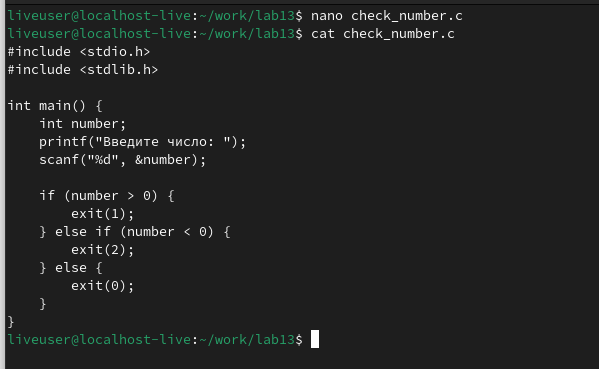 liveuser@localhost-live:~/work/lab13$ nano check_number.c
liveuser@localhost-live:~/work/lab13$ cat check_number.c
#include <stdio.h>
#include <stdlib.h>

int main() {
    int number;
    printf("Введите число: ");
    scanf("%d", &number);

    if (number > 0) {
        exit(1);
    } else if (number < 0) {
        exit(2);
    } else {
        exit(0);
    }
}
liveuser@localhost-live:~/work/lab13$